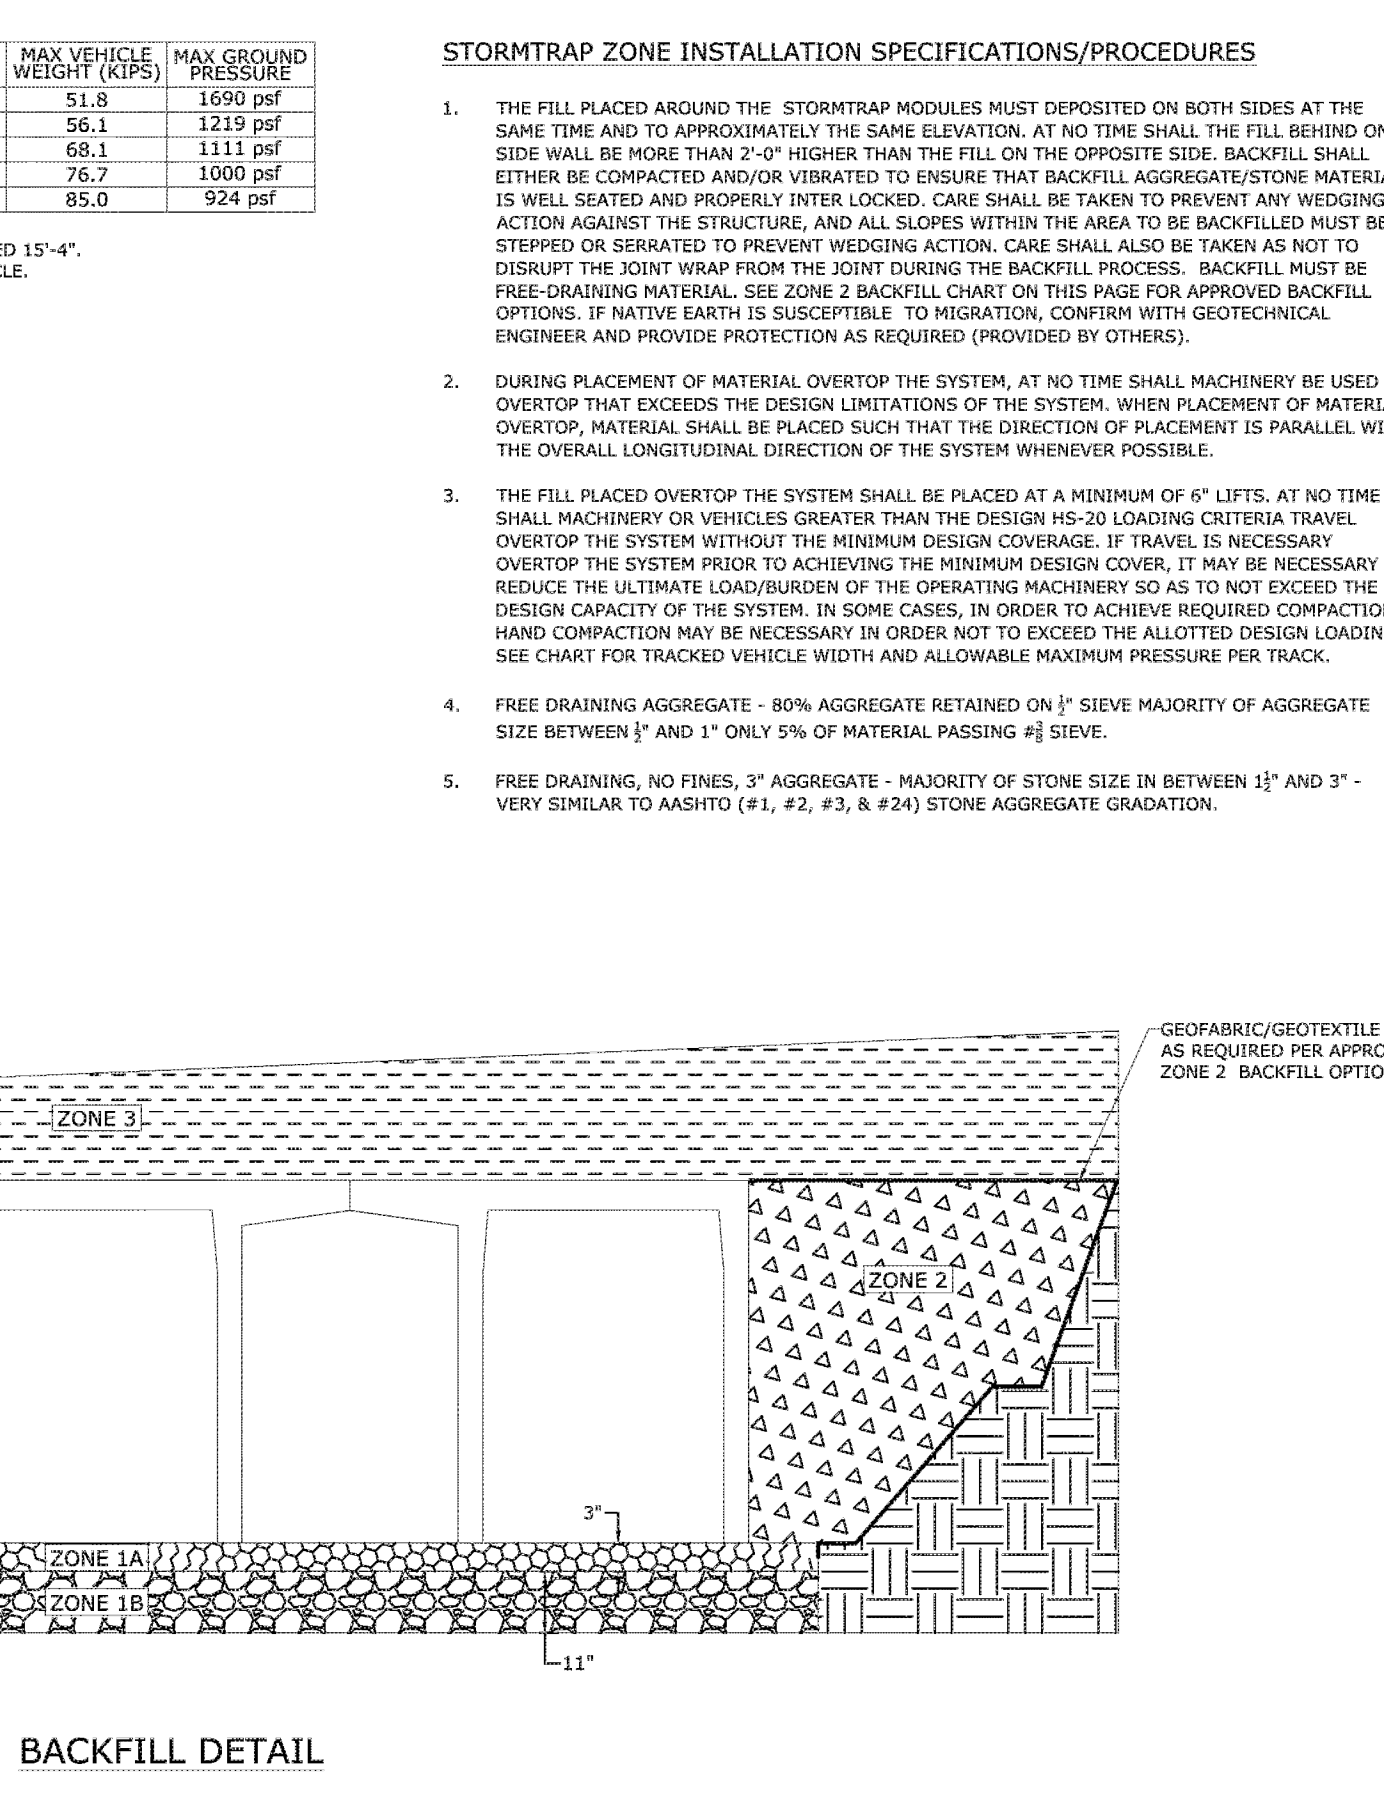 MAX VEHICLE WEIGHT (KIPS) MAX GROUND PRESSURE
51.8 1690 psf
56.1 1219 psf
68.1 1111 psf
76.7 1000 psf
85.0 924 psf
15'-4".
STORMTRAP ZONE INSTALLATION SPECIFICATIONS/PROCEDURES
1. THE FILL PLACED AROUND THE STORMTRAP MODULES MUST DEPOSITED ON BOTH SIDES AT THE
SAME TIME AND TO APPROXIMATELY THE SAME ELEVATION. AT NO TIME SHALL THE FILL BEHIND
SIDE WALL BE MORE THAN 2'-0" HIGHER THAN THE FILL ON THE OPPOSITE SIDE. BACKFILL SHALL
EITHER BE COMPACTED AND/OR VIBRATED TO ENSURE THAT BACKFILL AGGREGATE/STONE
IS WELL SEATED AND PROPERLY INTER LOCKED. CARE SHALL BE TAKEN TO PREVENT ANY WEDGING
ACTION AGAINST THE STRUCTURE, AND ALL SLOPES WITHIN THE AREA TO BE BACKFILLED MUST BE
STEPPED OR SERRATED TO PREVENT WEDGING ACTION. CARE SHALL ALSO BE TAKEN AS NOT TO
DISRUPT THE JOINT WRAP FROM THE JOINT DURING THE BACKFILL PROCESS. BACKFILL MUST BE
FREE-DRAINING MATERIAL. SEE ZONE 2 BACKFILL CHART ON THIS PAGE FOR APPROVED BACKFILL
OPTIONS. IF NATIVE EARTH IS SUSCEPTIBLE TO MIGRATION, CONFIRM WITH GEOTECHNICAL
ENGINEER AND PROVIDE PROTECTION AS REQUIRED (PROVIDED BY OTHERS).
2. DURING PLACEMENT OF MATERIAL OVERTOP THE SYSTEM, AT NO TIME SHALL MACHINERY BE USED
OVERTOP THAT EXCEEDS THE DESIGN LIMITATIONS OF THE SYSTEM. WHEN PLACEMENT OF
OVERTOP, MATERIAL SHALL BE PLACED SUCH THAT THE DIRECTION OF PLACEMENT IS PARALLEL
THE OVERALL LONGITUDINAL DIRECTION OF THE SYSTEM WHENEVER POSSIBLE.
3. THE FILL PLACED OVERTOP THE SYSTEM SHALL BE PLACED AT A MINIMUM OF 6" LIFTS. AT NO TIME
SHALL MACHINERY OR VEHICLES GREATER THAN THE DESIGN HS-20 LOADING CRITERIA TRAVEL
OVERTOP THE SYSTEM WITHOUT THE MINIMUM DESIGN COVERAGE. IF TRAVEL IS NECESSARY
OVERTOP THE SYSTEM PRIOR TO ACHIEVING THE MINIMUM DESIGN COVER, IT MAY BE NECESSARY
REDUCE THE ULTIMATE LOAD/BURDEN OF THE OPERATING MACHINERY SO AS TO NOT EXCEED THE
DESIGN CAPACITY OF THE SYSTEM. IN SOME CASES, IN ORDER TO ACHIEVE REQUIRED
HAND COMPACTION MAY BE NECESSARY IN ORDER NOT TO EXCEED THE ALLOTTED DESIGN
SEE CHART FOR TRACKED VEHICLE WIDTH AND ALLOWABLE MAXIMUM PRESSURE PER TRACK.
4. FREE DRAINING AGGREGATE - 80% AGGREGATE RETAINED ON ½" SIEVE MAJORITY OF AGGREGATE
SIZE BETWEEN ½" AND 1" ONLY 5% OF MATERIAL PASSING #⅜ SIEVE.
5. FREE DRAINING, NO FINES, 3" AGGREGATE - MAJORITY OF STONE SIZE IN BETWEEN 1½" AND 3" -
VERY SIMILAR TO AASHTO (#1, #2, #3, & #24) STONE AGGREGATE GRADATION.
GEOFABRIC/GEOTEXTILE
AS REQUIRED PER
ZONE 2 BACKFILL
ZONE 3
ZONE 2
3"
ZONE 1A
ZONE 1B
11"
BACKFILL DETAIL